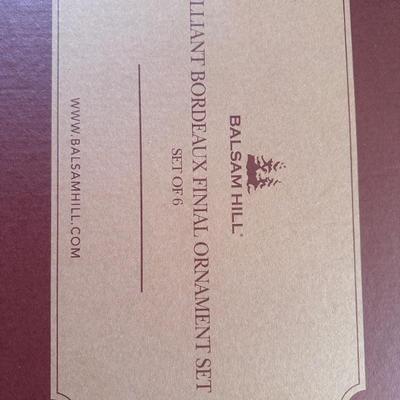 BALSAM HILL®
LLIANT BORDEAUX FINIAL ORNAMENT SET
SET OF 6
WWW.BALSAMHILL.COM